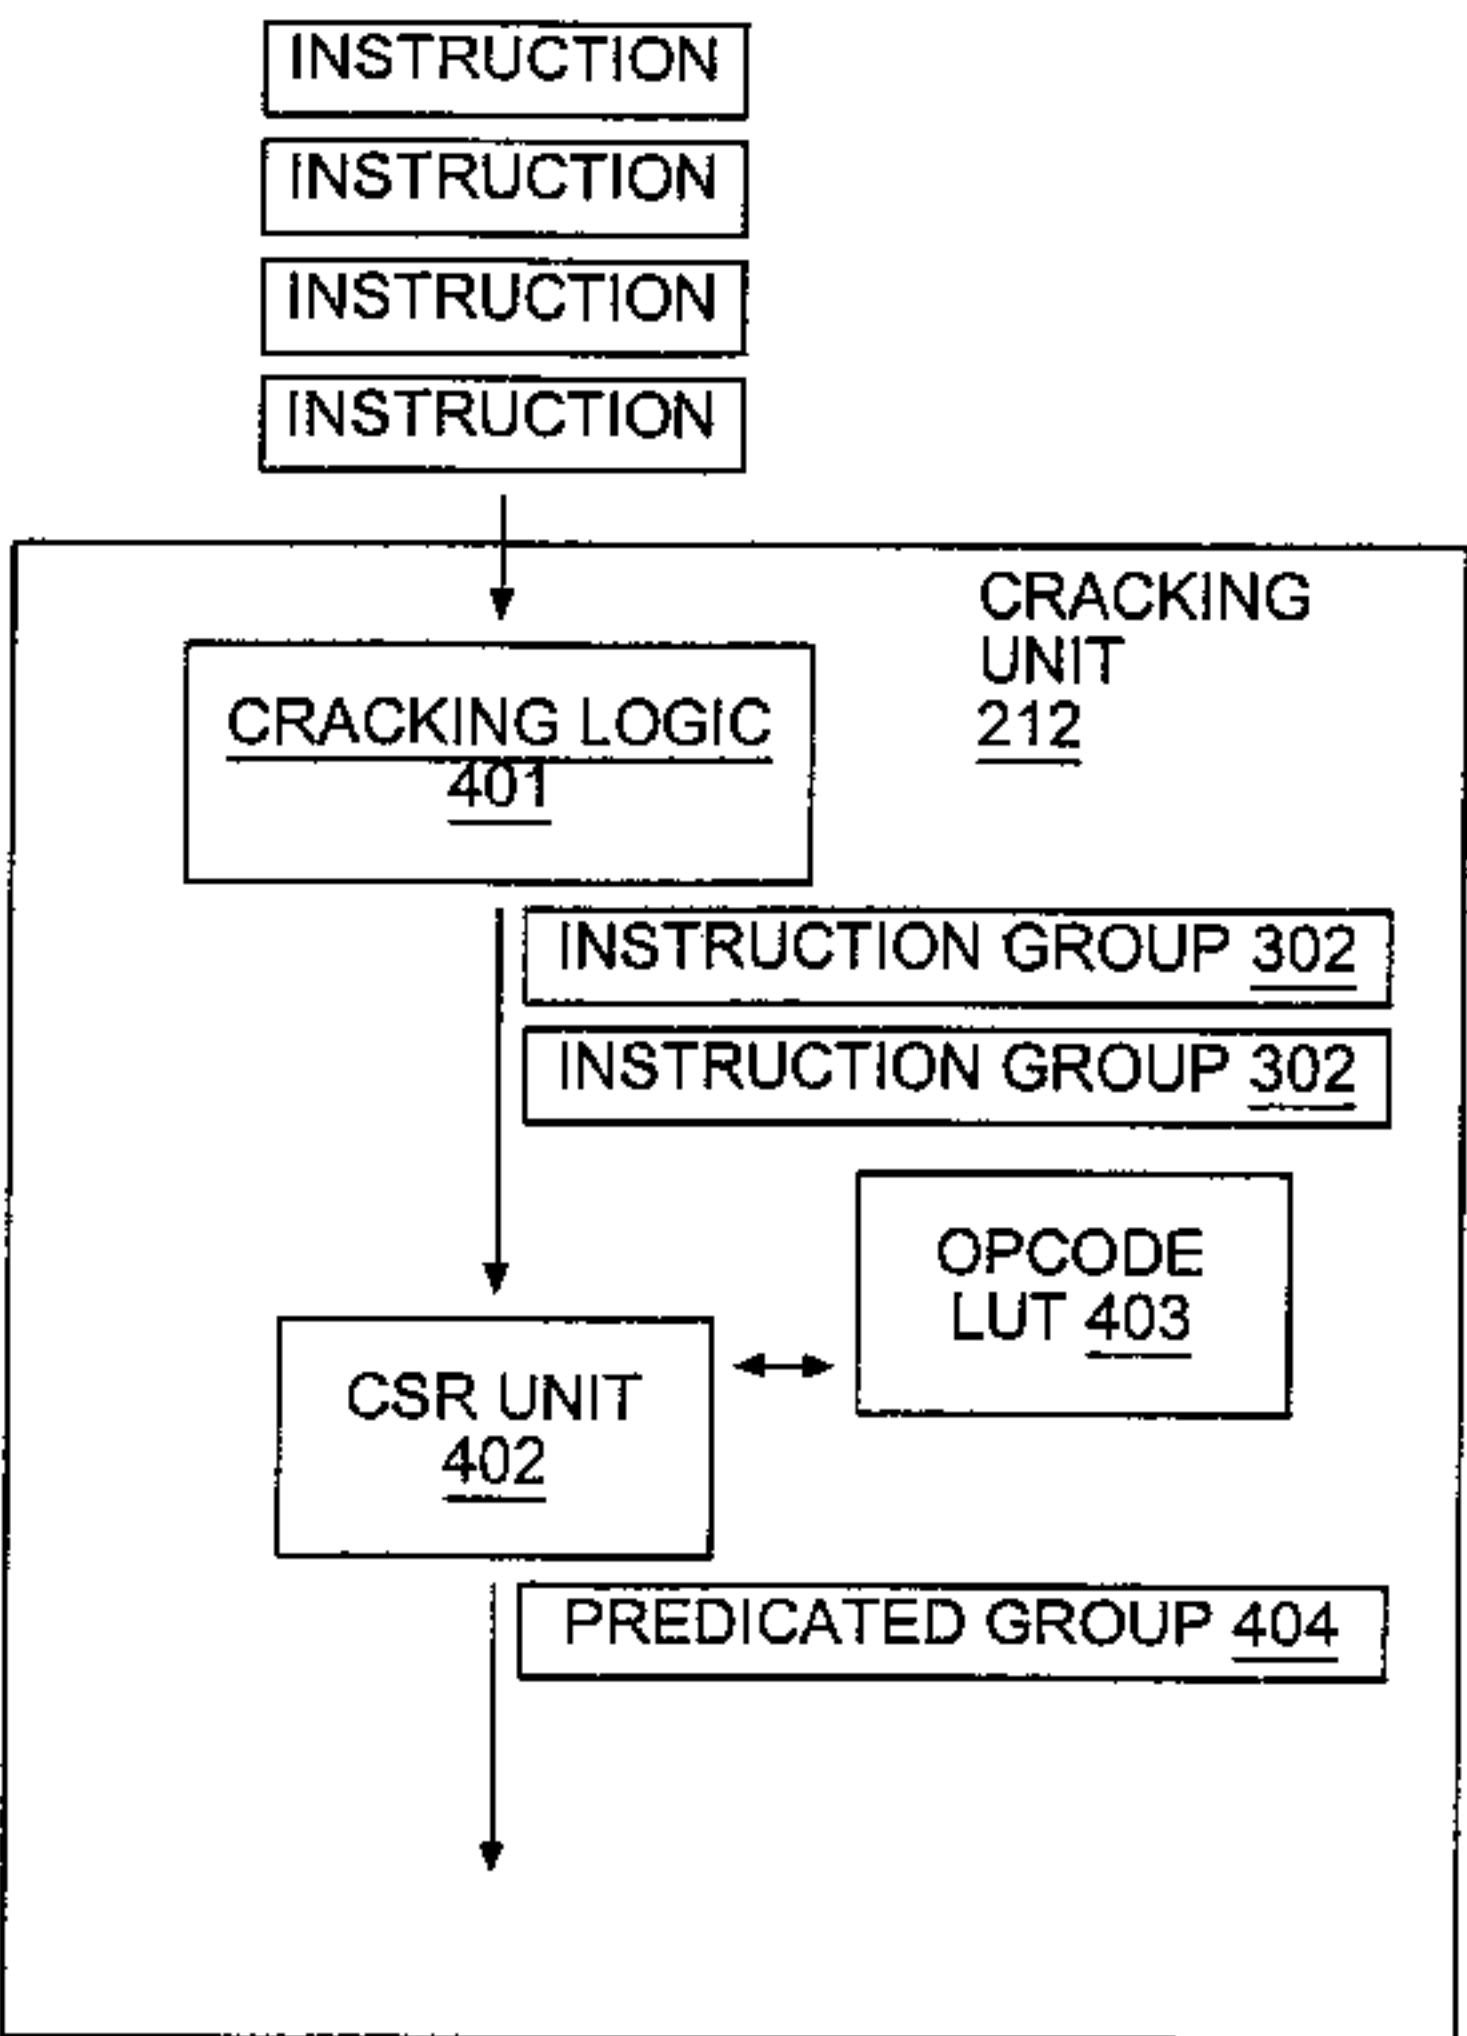 INSTRUCTION
INSTRUCTION
INSTRUCTION
INSTRUCTION
CRACKING
UNIT
212
CRACKING LOGIC
401
INSTRUCTION GROUP 302
INSTRUCTION GROUP 302
OPCODE
LUT 403
CSR UNIT
402
PREDICATED GROUP 404